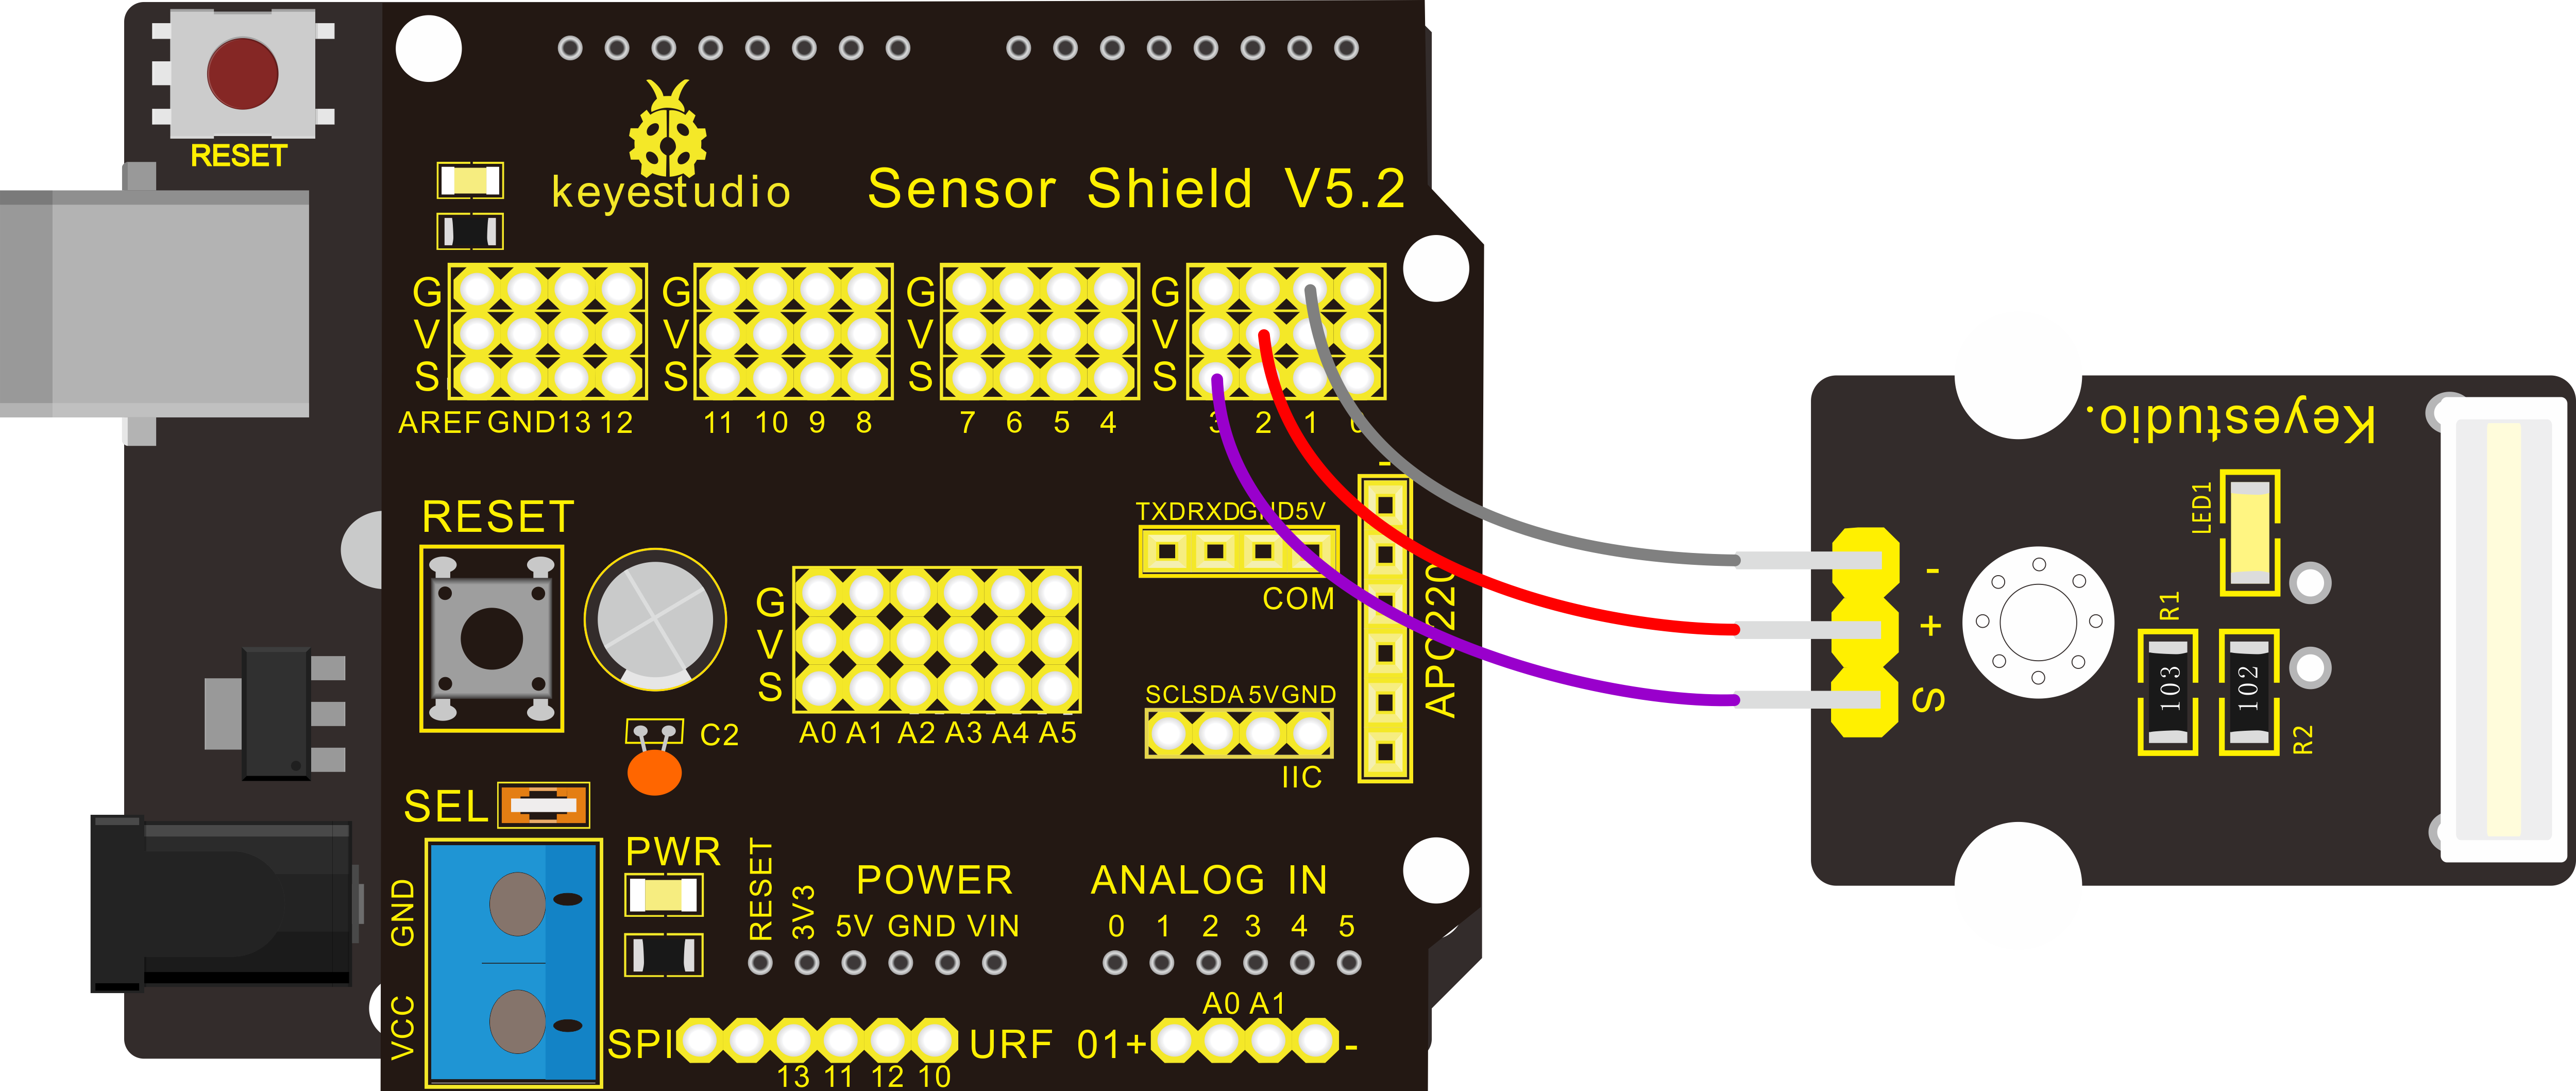 RESET
keyestudio
Sensor Shield V5.2
G G G G
V V V V
S S S S
AREF GND 13 12 11 10 9 8 7 6 5 4 3 2 1
-
RESET
TXD RXD GND 5V
COM
G
V
S
A0 A1 A2 A3 A4 A5
C2
SCL SDA 5V GND
IIC
APC220
SEL
PWR
GND
VCC
RESET
3V3
POWER
5V GND VIN
ANALOG IN
0 1 2 3 4 5
A0 A1
SPI
URF 01+ -
13 11 12 10
Keyestudio.
LED1
-
+
S
R1
103
102
R2